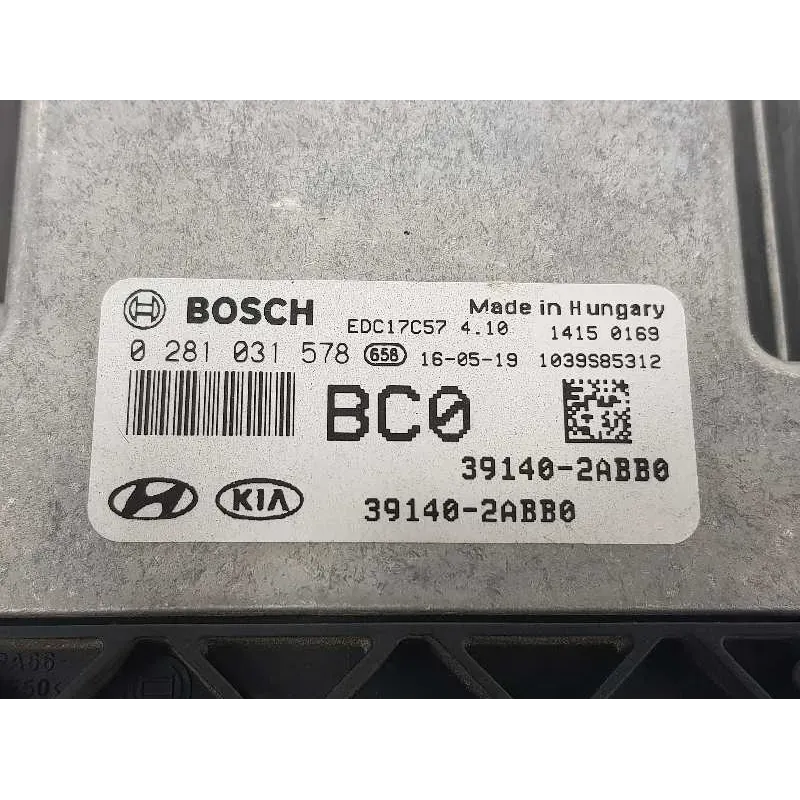 BOSCH
Made in Hungary
EDC17C57 4.10
1415 0169
0 281 031 578
658
16-05-19
1039S85312
BC0
39140-2ABB0
KIA
39140-2ABB0